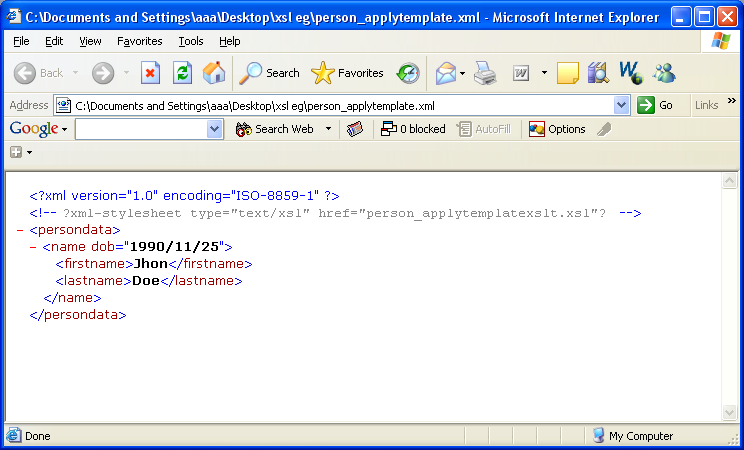 C:\Documents and Settings\aaa\Desktop\xsl eg\person_applytemplate.xml - Microsoft Internet Explorer
File Edit View Favorites Tools Help
Back Search Favorites W
Address C:\Documents and Settings\aaa\Desktop\xsl eg\person_applytemplate.xml Go Links »
Google Search Web 0 blocked AutoFill Options
<?xml version="1.0" encoding="ISO-8859-1" ?>
<!-- ?xml-stylesheet type="text/xsl" href="person_applytemplatexslt.xsl"? -->
- <persondata>
- <name dob="1990/11/25">
<firstname>Jhon</firstname>
<lastname>Doe</lastname>
</name>
</persondata>
Done My Computer